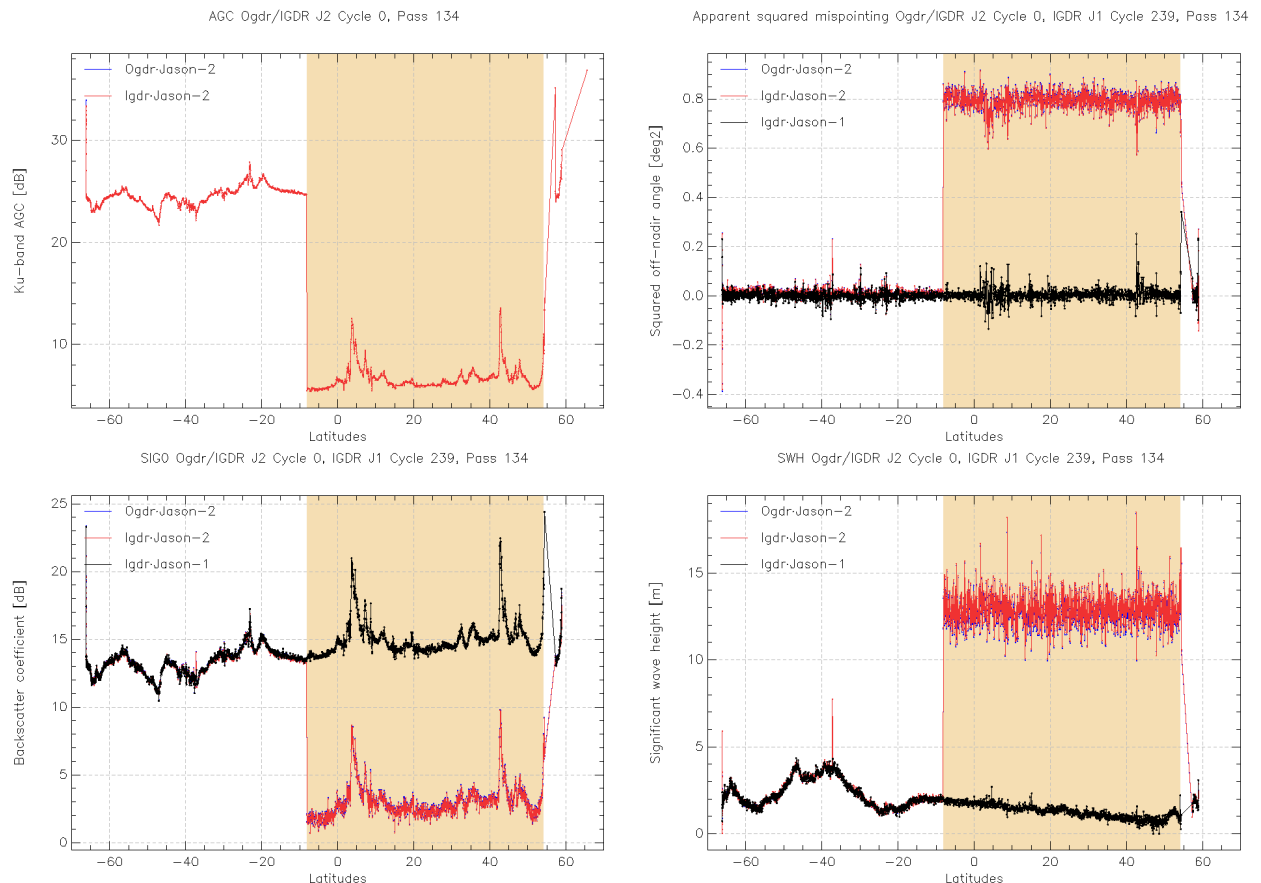 AGC Ogdr/IGDR J2 Cycle 0, Pass 134
Ogdr-Jason-2
Igdr-Jason-2
Ku-band AGC [dB]
30
20
10
-60 -40 -20 0 20 40 60
Latitudes
Apparent squared mispointing Ogdr/IGDR J2 Cycle 0, IGDR J1 Cycle 239, Pass 134
Ogdr-Jason-2
Igdr-Jason-2
Igdr-Jason-1
Squared off-nadir angle [deg2]
0.8
0.6
0.4
0.2
0.0
-0.2
-0.4
-60 -40 -20 0 20 40 60
Latitudes
SIG0 Ogdr/IGDR J2 Cycle 0, IGDR J1 Cycle 239, Pass 134
Ogdr-Jason-2
Igdr-Jason-2
Igdr-Jason-1
Backscatter coefficient [dB]
25
20
15
10
5
0
-60 -40 -20 0 20 40 60
Latitudes
SWH Ogdr/IGDR J2 Cycle 0, IGDR J1 Cycle 239, Pass 134
Ogdr-Jason-2
Igdr-Jason-2
Igdr-Jason-1
Significant wave height [m]
15
10
5
0
-60 -40 -20 0 20 40 60
Latitudes